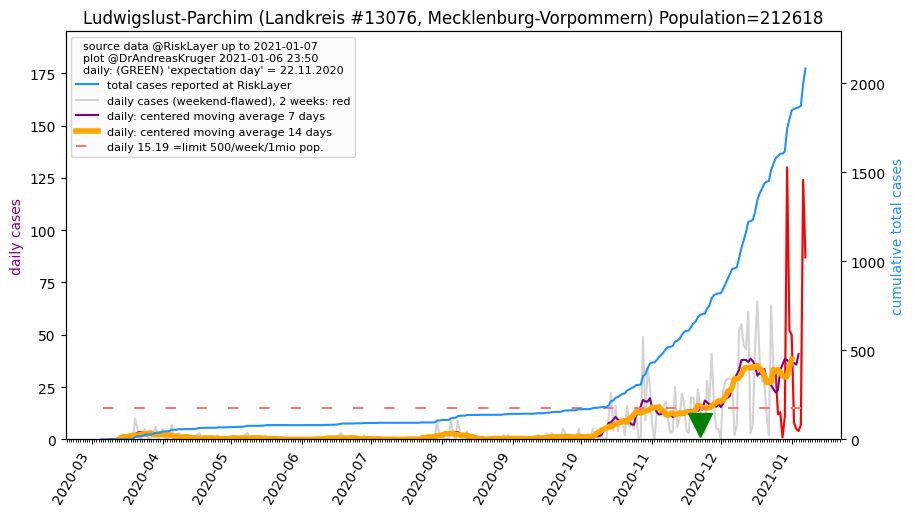 Ludwigslust-Parchim (Landkreis #13076, Mecklenburg-Vorpommern) Population=212618
source data @RiskLayer up to 2021-01-07
plot @DrAndreasKruger 2021-01-06 23:50
daily: (GREEN) 'expectation day' = 22.11.2020
total cases reported at RiskLayer
daily cases (weekend-flawed), 2 weeks: red
daily: centered moving average 7 days
daily: centered moving average 14 days
daily 15.19 =limit 500/week/1mio pop.
daily cases
175
150
125
100
75
50
25
0
cumulative total cases
2000
1500
1000
500
0
2020-03
2020-04
2020-05
2020-06
2020-07
2020-08
2020-09
2020-10
2020-11
2020-12
2021-01